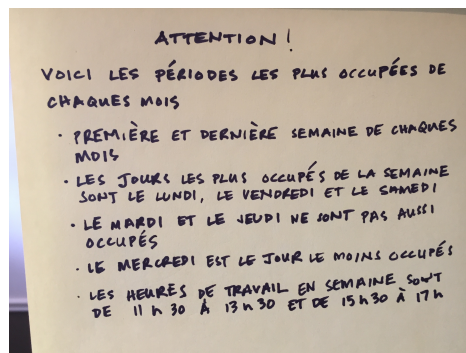 ATTENTION!
VOICI LES PÉRIODES LES PLUS OCCUPÉES DE
CHAQUES MOIS
· PREMIÈRE ET DERNIÈRE SEMAINE DE CHAQUES
MOIS
· LES JOURS LES PLUS OCCUPÉS DE LA SEMAINE
SONT LE LUNDI, LE VENDREDI ET LE SAMEDI
· LE MARDI ET LE JEUDI NE SONT PAS AUSSI
OCCUPÉS
· LE MERCREDI EST LE JOUR LE MOINS OCCUPÉS
· LES HEURES DE TRAVAIL EN SEMAINE SONT
DE 11 h 30 À 13 h 30 ET DE 15 h 30 À 17 h